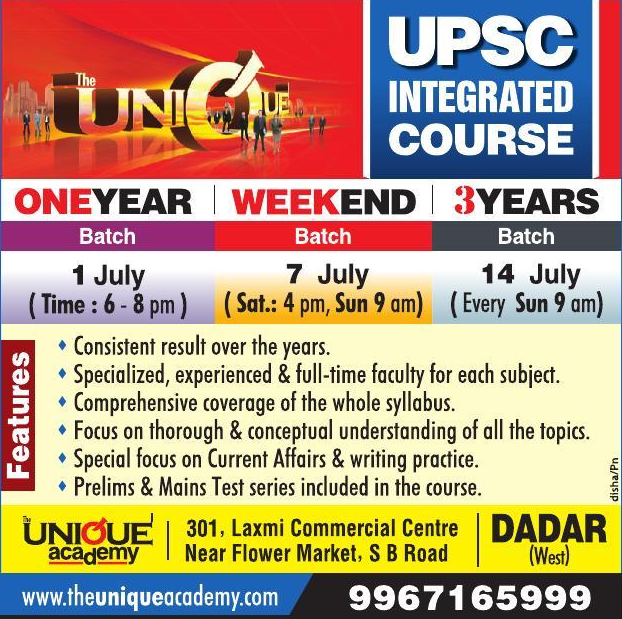 The
UNIQUE
UPSC
INTEGRATED
COURSE
ONEYEAR
Batch
1 July
( Time : 6 - 8 pm )
WEEKEND
Batch
7 July
( Sat.: 4 pm, Sun 9 am)
3YEARS
Batch
14 July
( Every Sun 9 am)
Features
Consistent result over the years.
Specialized, experienced & full-time faculty for each subject.
Comprehensive coverage of the whole syllabus.
Focus on thorough & conceptual understanding of all the topics.
Special focus on Current Affairs & writing practice.
Prelims & Mains Test series included in the course.
disha/Pn
The
UNIQUE
academy
301, Laxmi Commercial Centre
Near Flower Market, S B Road
DADAR
(West)
www.theuniqueacademy.com
9967165999